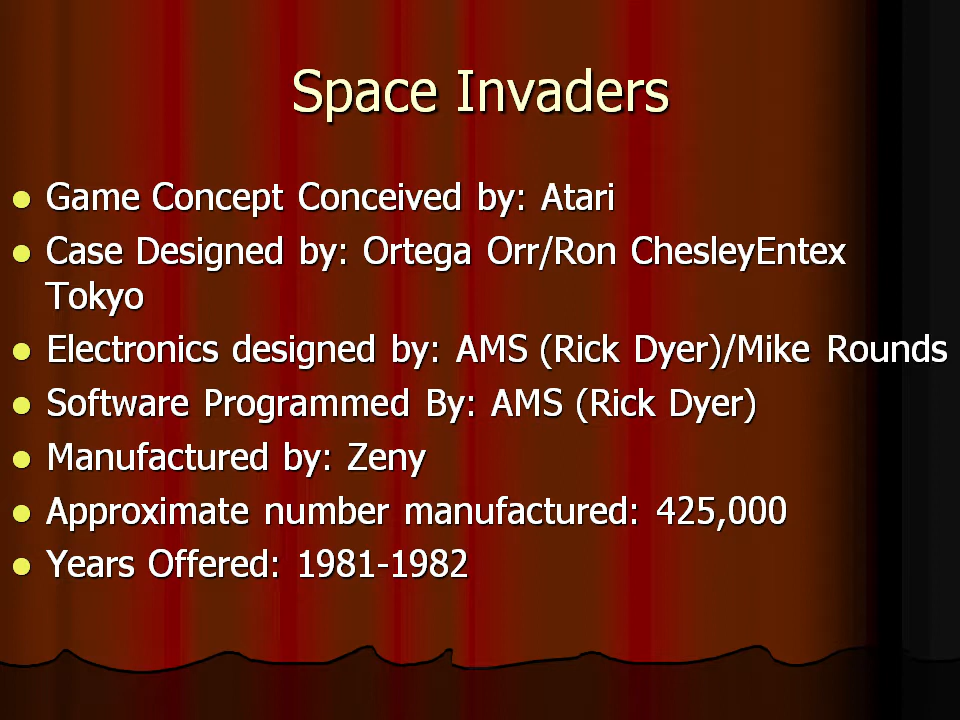 Space Invaders
Game Concept Conceived by: Atari
Case Designed by: Ortega Orr/Ron ChesleyEntex
Tokyo
Electronics designed by: AMS (Rick Dyer)/Mike Rounds
Software Programmed By: AMS (Rick Dyer)
Manufactured by: Zeny
Approximate number manufactured: 425,000
Years Offered: 1981-1982